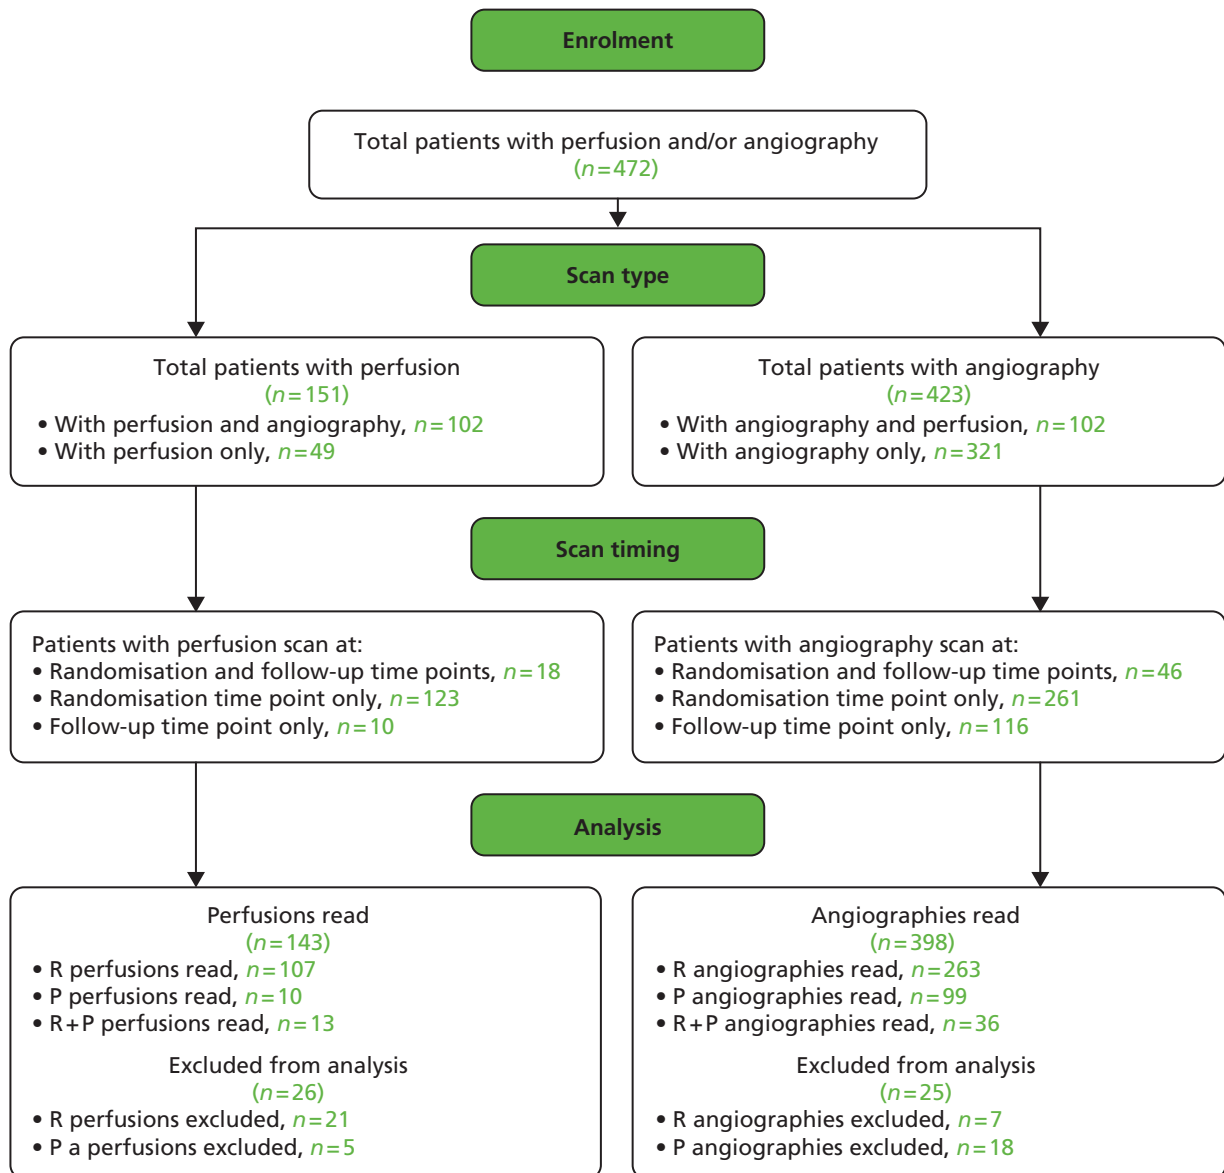 Enrolment
Total patients with perfusion and/or angiography
(n=472)
Scan type
Total patients with perfusion
(n=151)
• With perfusion and angiography, n=102
• With perfusion only, n=49
Total patients with angiography
(n=423)
• With angiography and perfusion, n=102
• With angiography only, n=321
Scan timing
Patients with perfusion scan at:
• Randomisation and follow-up time points, n=18
• Randomisation time point only, n=123
• Follow-up time point only, n=10
Patients with angiography scan at:
• Randomisation and follow-up time points, n=46
• Randomisation time point only, n=261
• Follow-up time point only, n=116
Analysis
Perfusions read
(n=143)
• R perfusions read, n=107
• P perfusions read, n=10
• R+P perfusions read, n=13
Excluded from analysis
(n=26)
• R perfusions excluded, n=21
• P a perfusions excluded, n=5
Angiographies read
(n=398)
• R angiographies read, n=263
• P angiographies read, n=99
• R+P angiographies read, n=36
Excluded from analysis
(n=25)
• R angiographies excluded, n=7
• P angiographies excluded, n=18